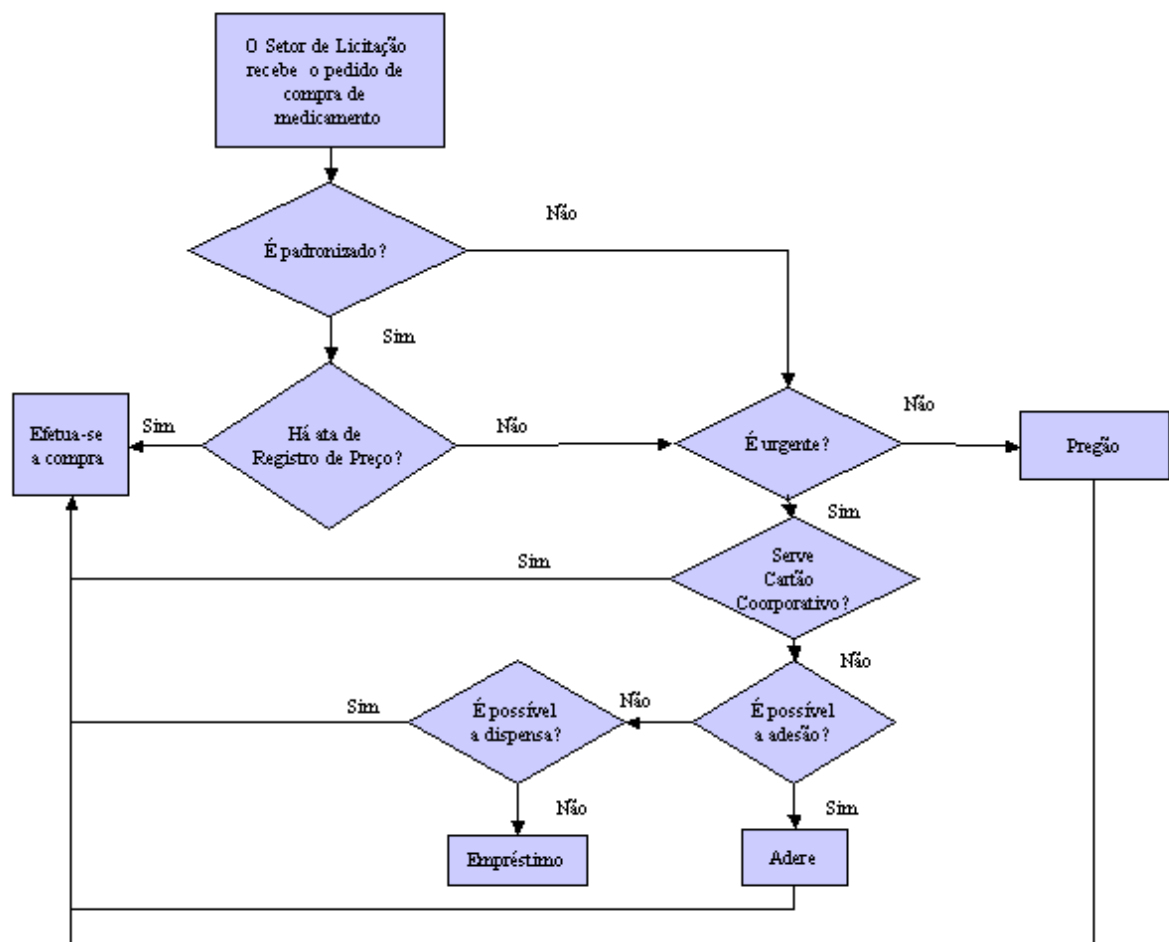 O Setor de Licitação
recebe o pedido de
compra de
medicamento
Não
É padronizado?
Sim
Efetua-se
a compra
Sim
Há ata de
Registro de Preço?
Não
É urgente?
Não
Pregão
Sim
Sim
Serve
Cartão
Coorporativo?
Não
Sim
É possível
a dispensa?
Não
É possível
a adesão?
Não
Sim
Empréstimo
Adere